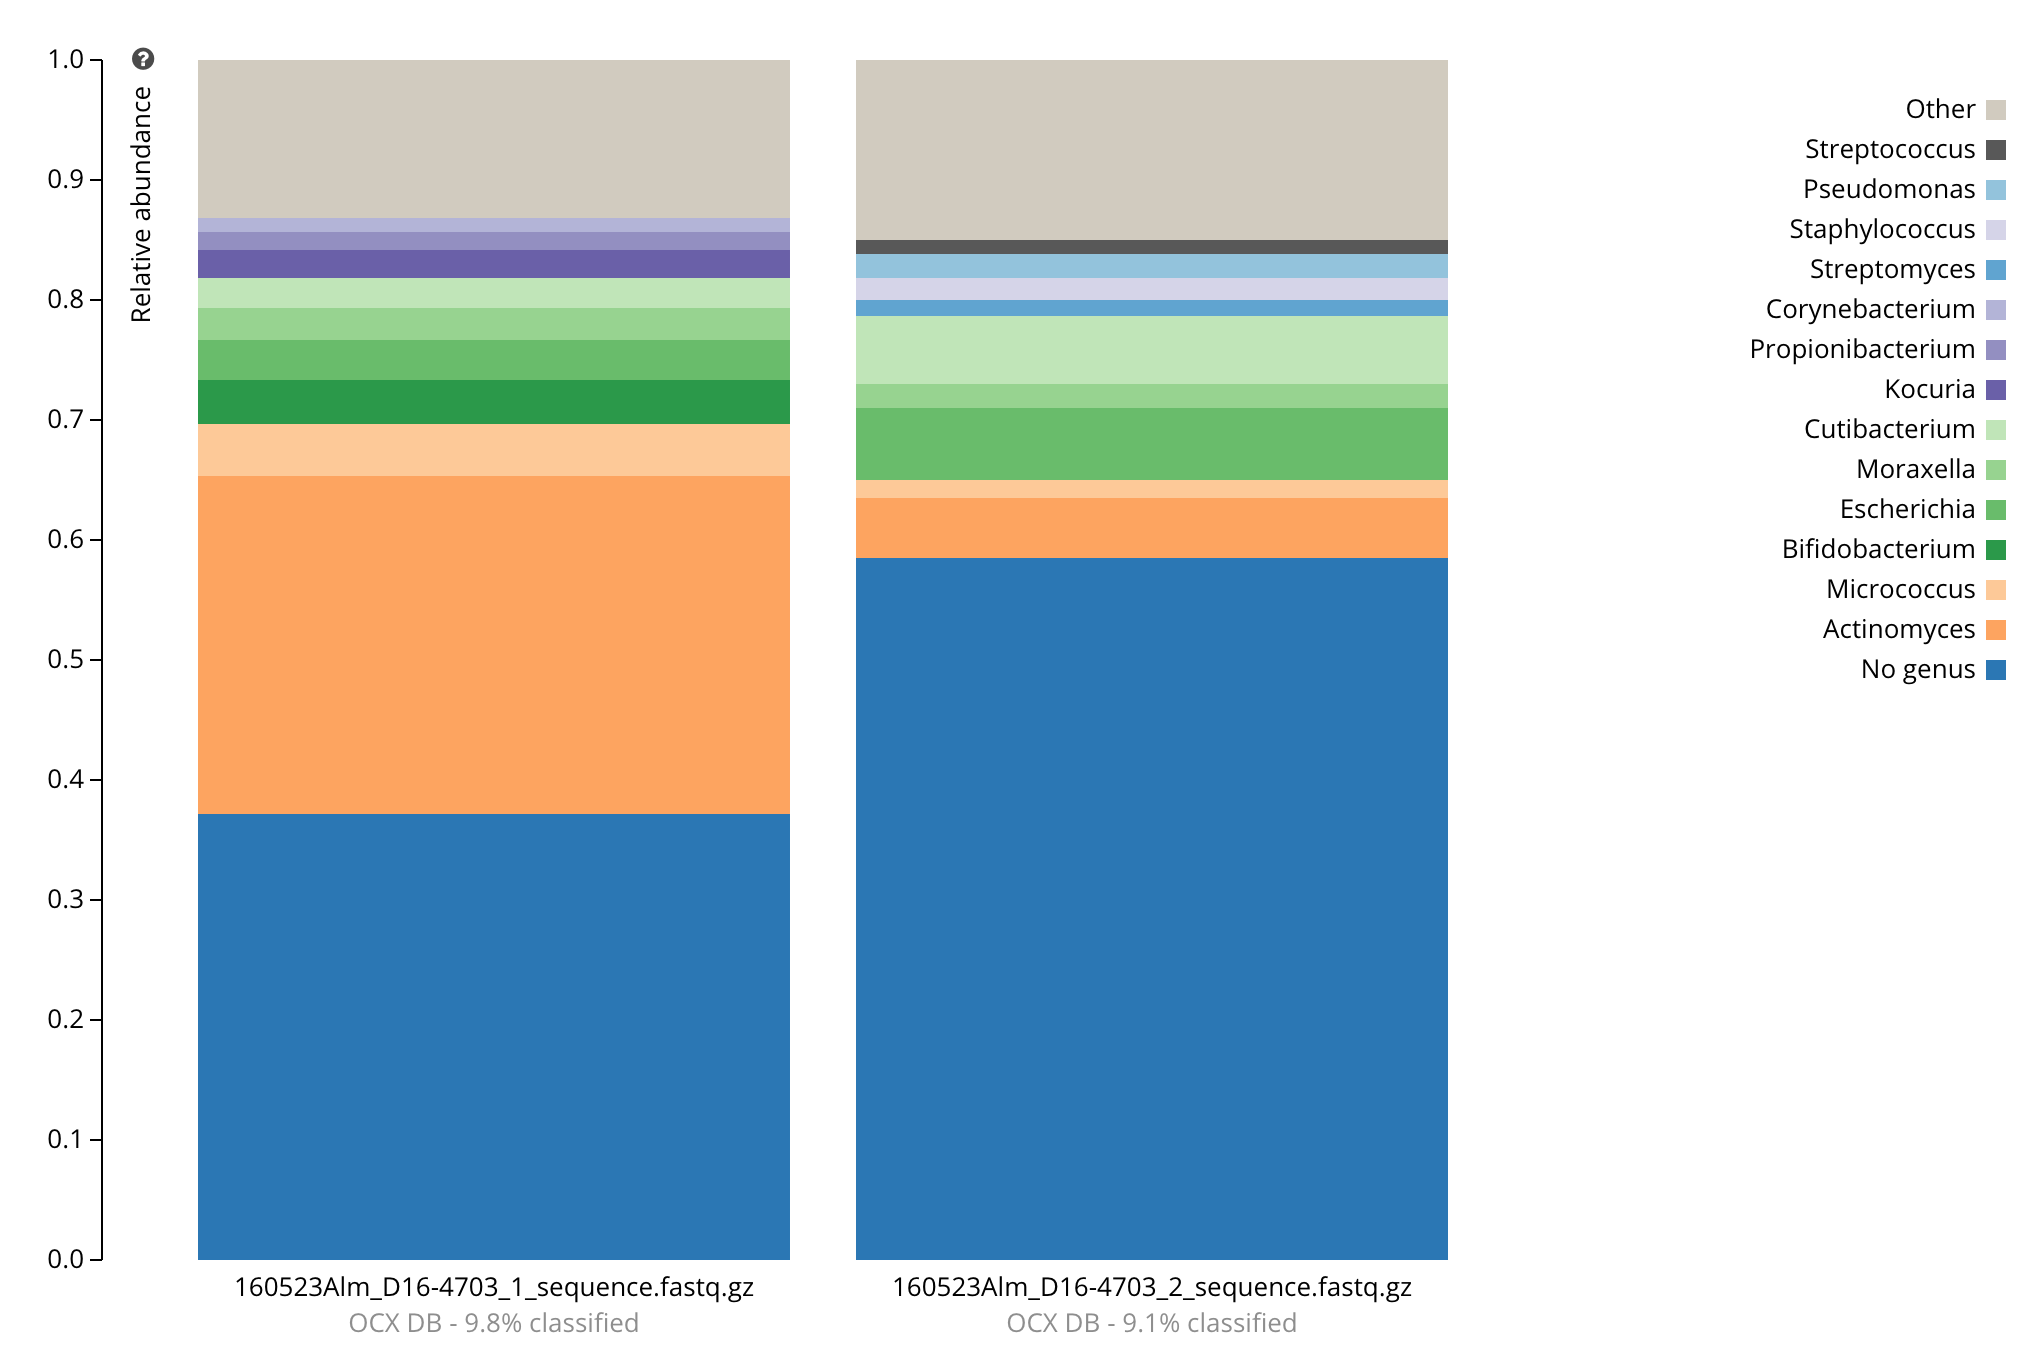 1.0
0.9
0.8
0.7
0.6
0.5
0.4
0.3
0.2
0.1
0.0
?
Relative abundance
Other
Streptococcus
Pseudomonas
Staphylococcus
Streptomyces
Corynebacterium
Propionibacterium
Kocuria
Cutibacterium
Moraxella
Escherichia
Bifidobacterium
Micrococcus
Actinomyces
No genus
160523Alm_D16-4703_1_sequence.fastq.gz
OCX DB - 9.8% classified
160523Alm_D16-4703_2_sequence.fastq.gz
OCX DB - 9.1% classified